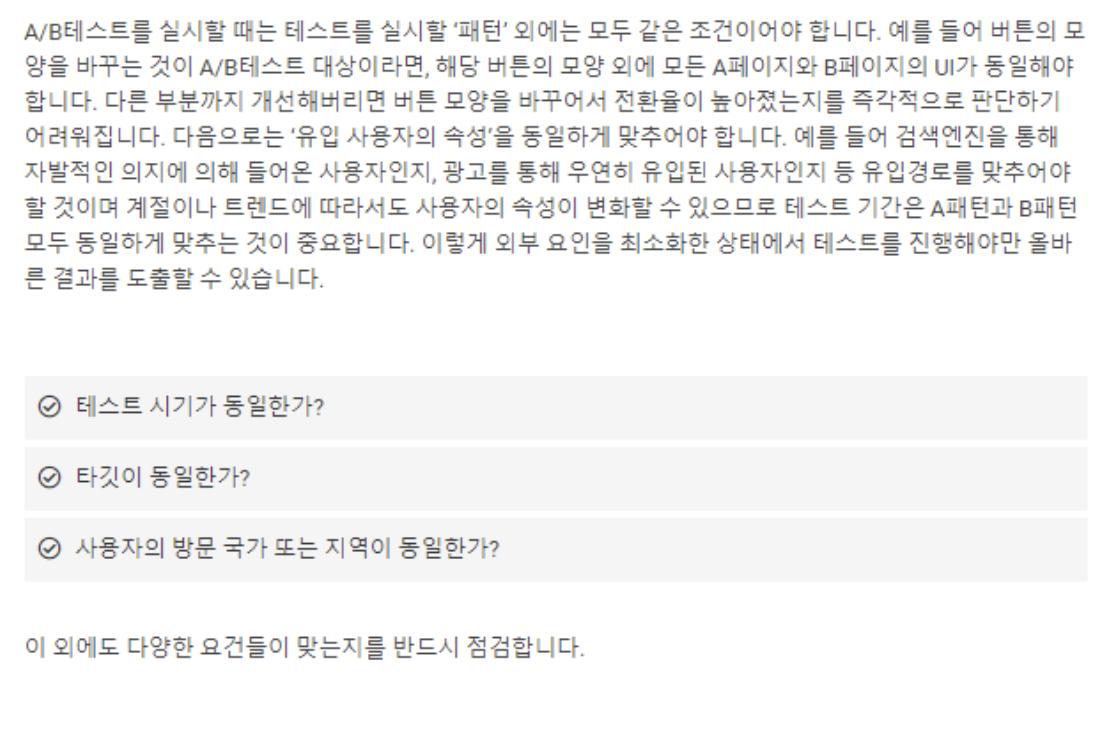 A/B테스트를 실시할 때는 테스트를 실시할 ‘패턴’ 외에는 모두 같은 조건이어야 합니다. 예를 들어 버튼의 모
양을 바꾸는 것이 A/B테스트 대상이라면, 해당 버튼의 모양 외에 모든 A페이지와 B페이지의 UI가 동일해야
합니다. 다른 부분까지 개선해버리면 버튼 모양을 바꾸어서 전환율이 높아졌는지를 즉각적으로 판단하기
어려워집니다. 다음으로는 ‘유입 사용자의 속성’을 동일하게 맞추어야 합니다. 예를 들어 검색엔진을 통해
자발적인 의지에 의해 들어온 사용자인지, 광고를 통해 우연히 유입된 사용자인지 등 유입경로를 맞추어야
할 것이며 계절이나 트렌드에 따라서도 사용자의 속성이 변화할 수 있으므로 테스트 기간은 A패턴과 B패턴
모두 동일하게 맞추는 것이 중요합니다. 이렇게 외부 요인을 최소화한 상태에서 테스트를 진행해야만 올바
른 결과를 도출할 수 있습니다.
테스트 시기가 동일한가?
타깃이 동일한가?
사용자의 방문 국가 또는 지역이 동일한가?
이 외에도 다양한 요건들이 맞는지를 반드시 점검합니다.